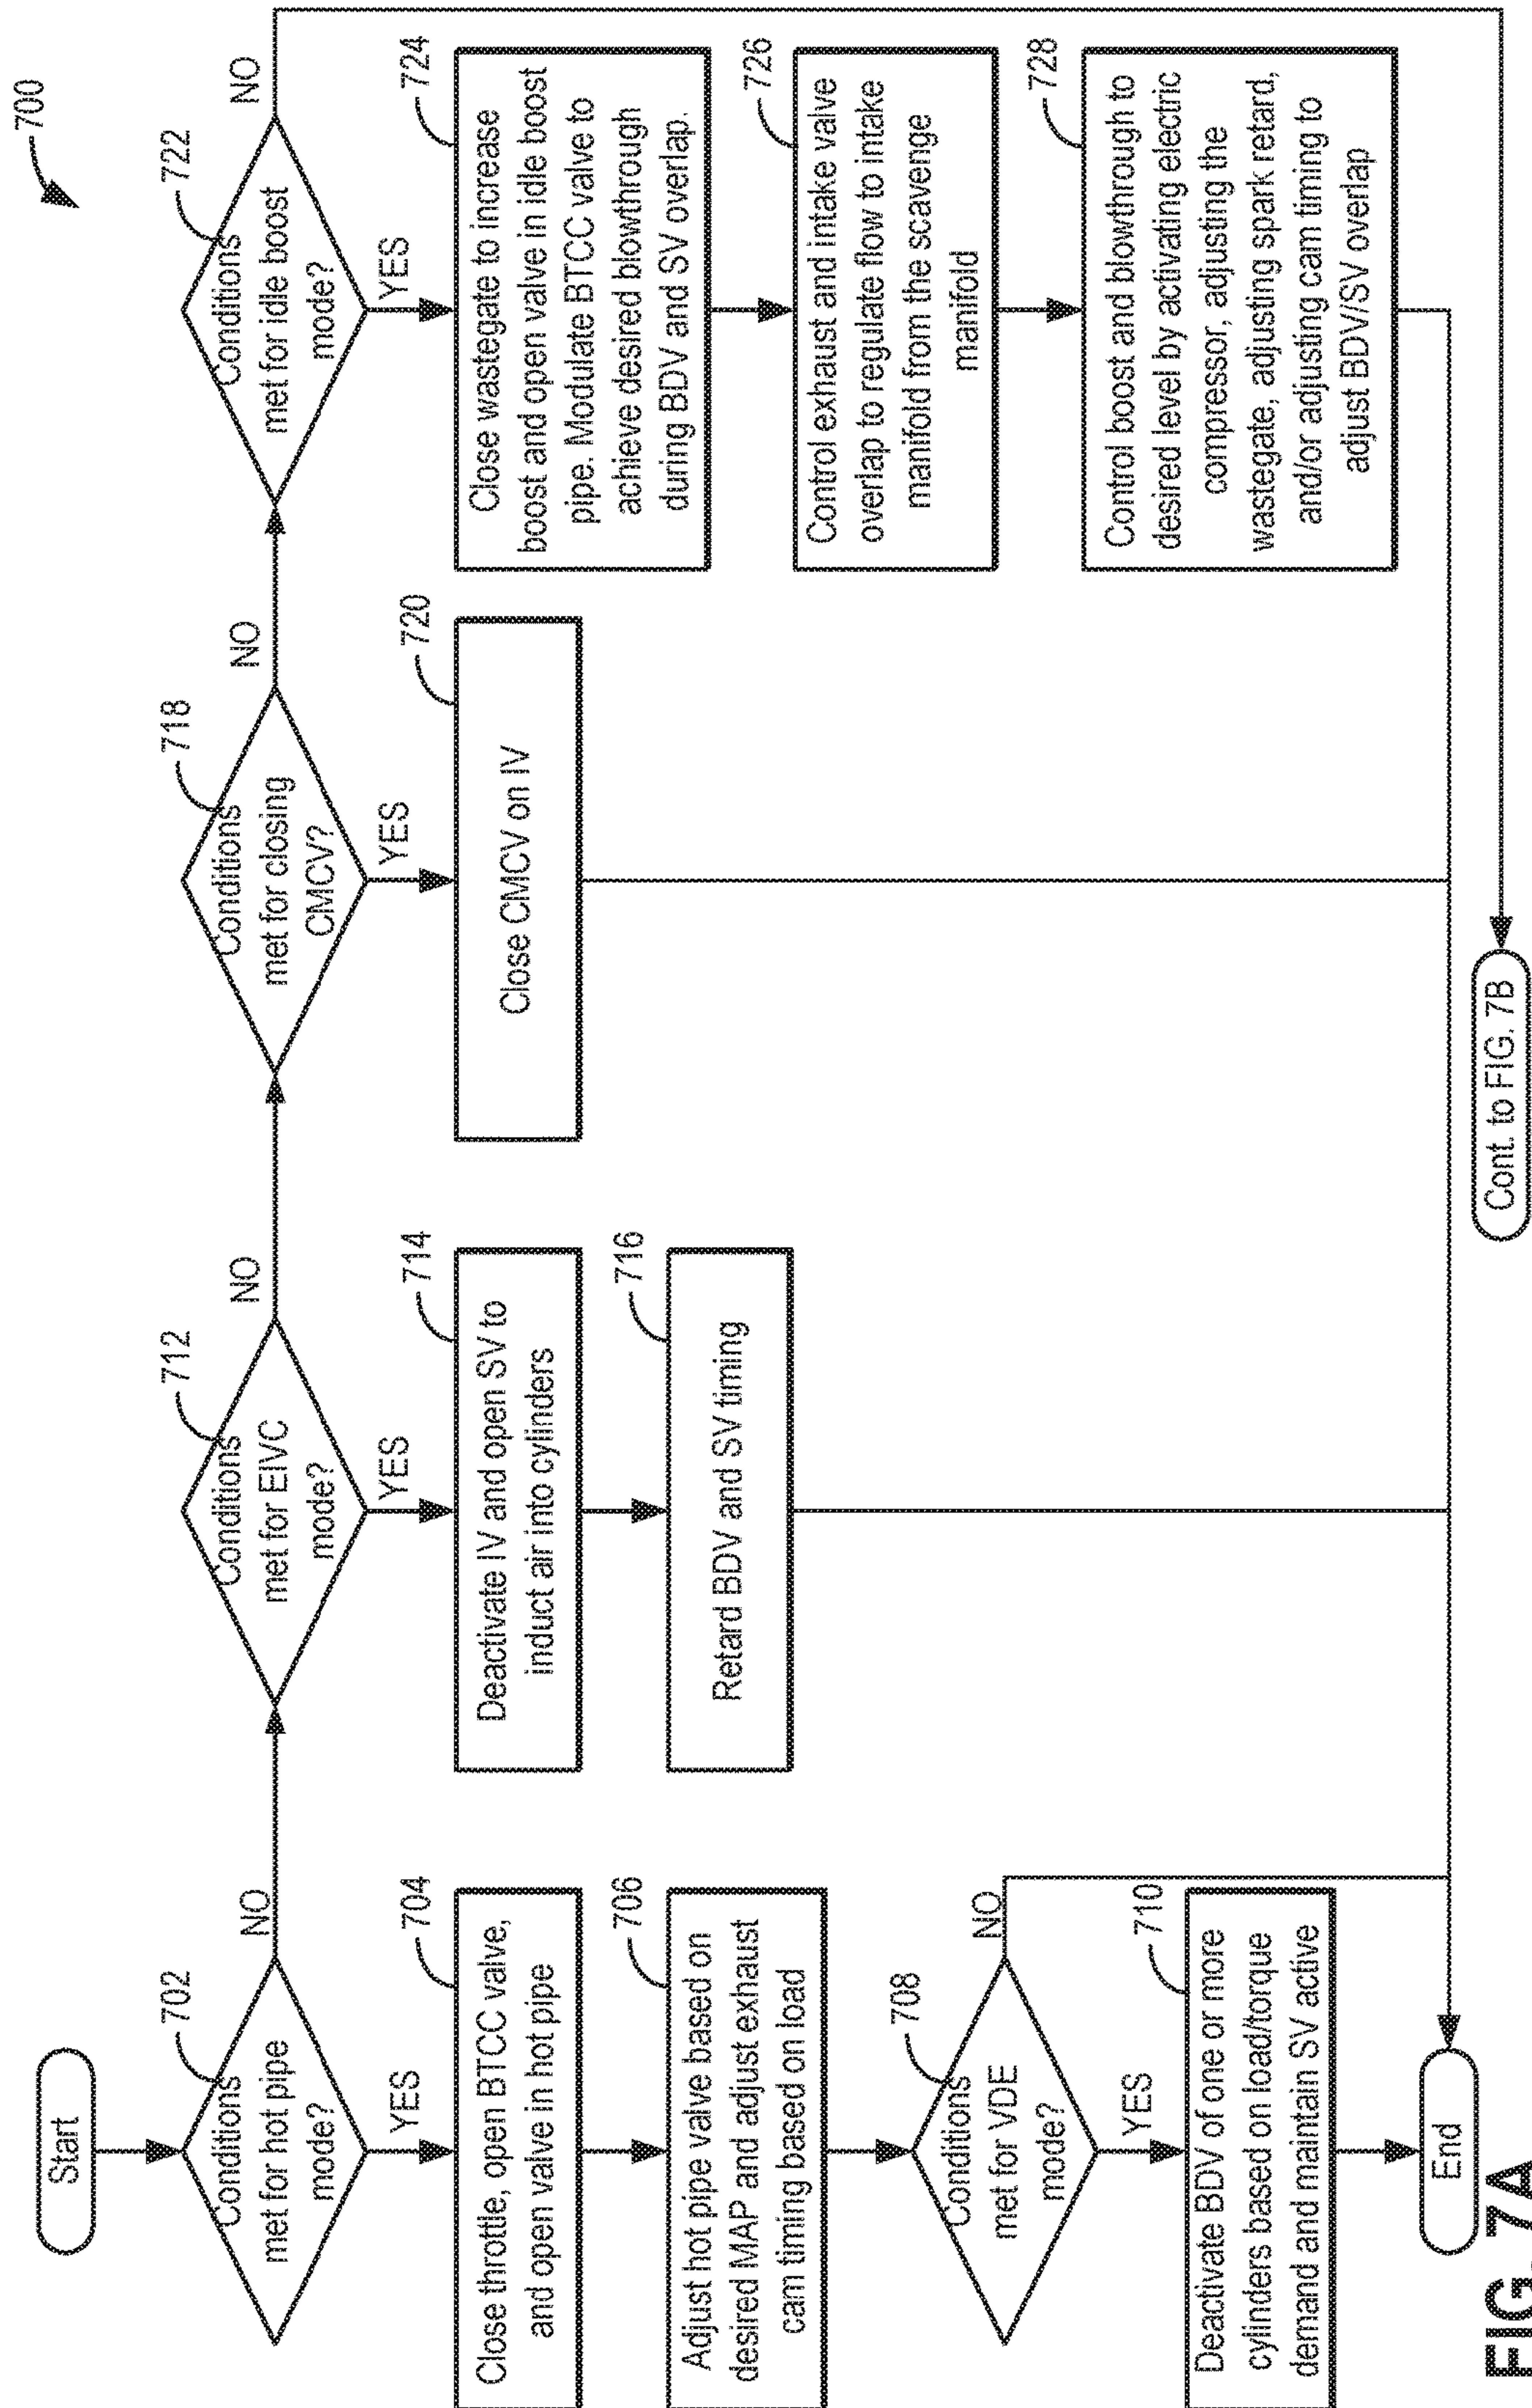 700
Start
702
Conditions
met for hot pipe
mode?
NO
YES
704
Close throttle, open BTCC valve,
and open valve in hot pipe
706
Adjust hot pipe valve based on
desired MAP and adjust exhaust
cam timing based on load
708
Conditions
met for VDE
mode?
NO
YES
710
Deactivate BDV of one or more
cylinders based on load/torque
demand and maintain SV active
End
712
Conditions
met for EIVC
mode?
NO
YES
714
Deactivate IV and open SV to
induct air into cylinders
716
Retard BDV and SV timing
718
Conditions
met for closing
CMCV?
NO
YES
720
Close CMCV on IV
722
Conditions
met for idle boost
mode?
NO
YES
724
Close wastegate to increase
boost and open valve in idle boost
pipe. Modulate BTCC valve to
achieve desired blowthrough
during BDV and SV overlap.
726
Control exhaust and intake valve
overlap to regulate flow to intake
manifold from the scavenge
manifold
728
Control boost and blowthrough to
desired level by activating electric
compressor, adjusting the
wastegate, adjusting spark retard,
and/or adjusting cam timing to
adjust BDV/SV overlap
Cont. to FIG. 7B
FIG. 7A